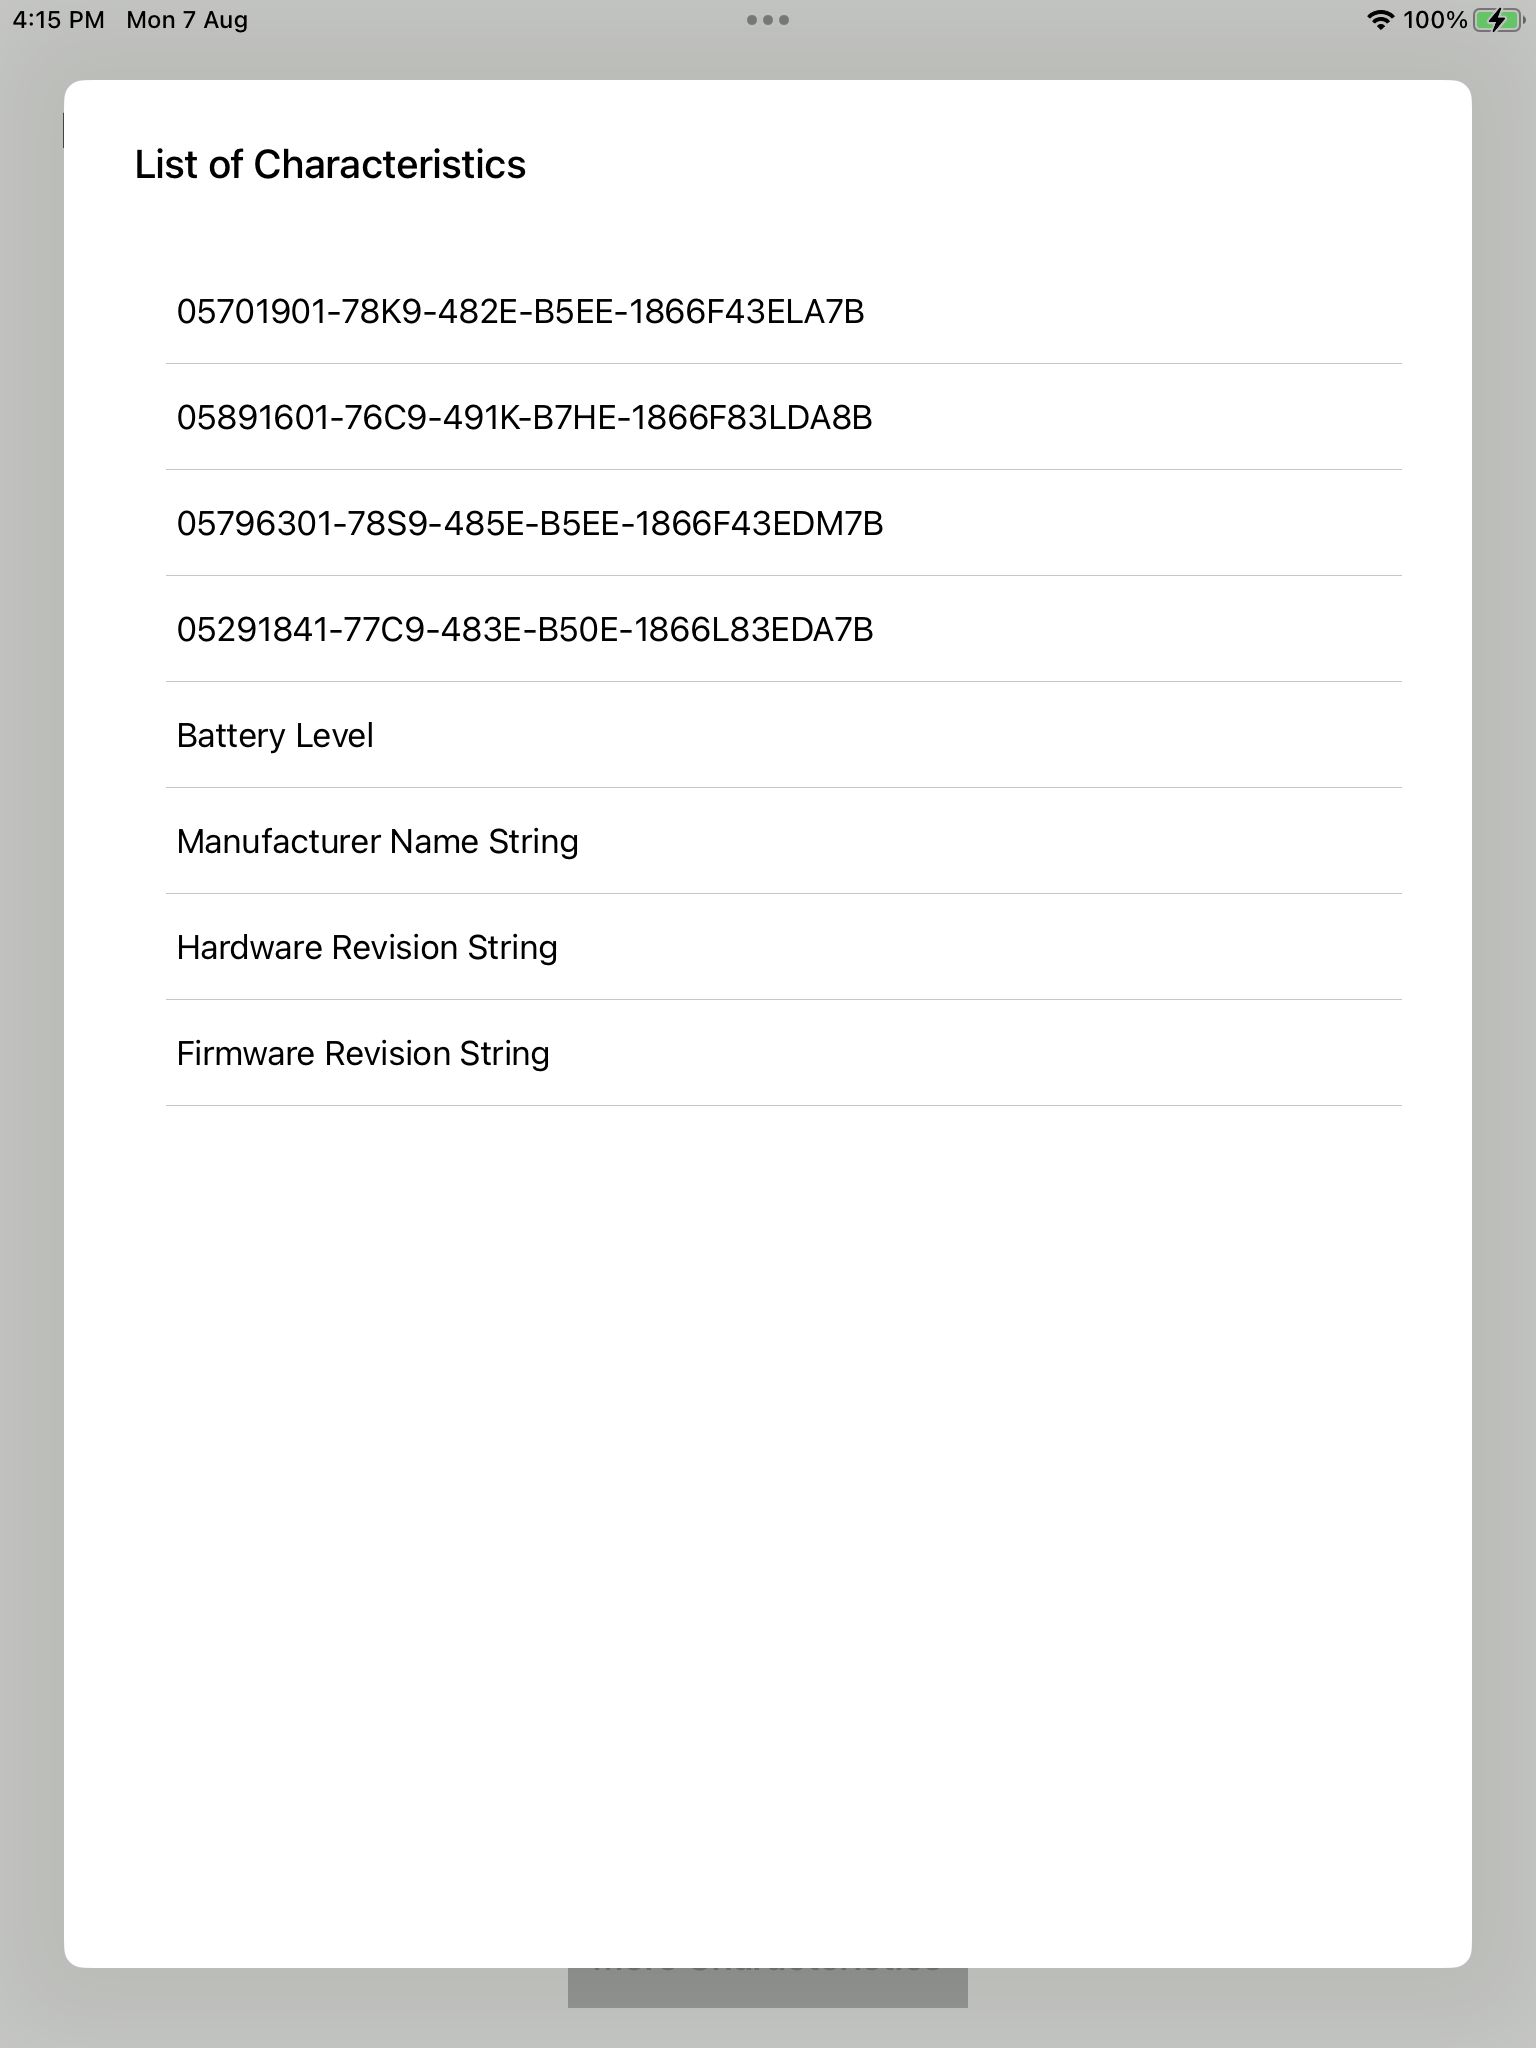 4:15 PM Mon 7 Aug
100%
List of Characteristics
05701901-78K9-482E-B5EE-1866F43ELA7B
05891601-76C9-491K-B7HE-1866F83LDA8B
05796301-78S9-485E-B5EE-1866F43EDM7B
05291841-77C9-483E-B50E-1866L83EDA7B
Battery Level
Manufacturer Name String
Hardware Revision String
Firmware Revision String